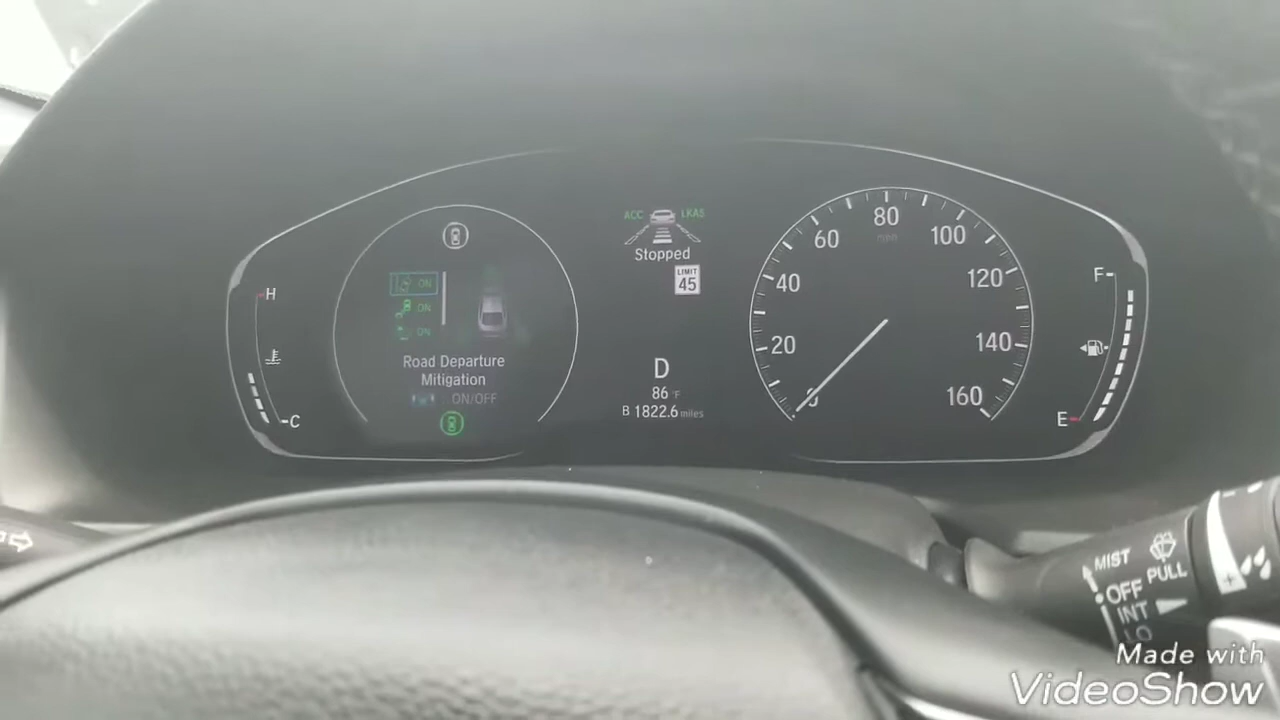 H
C
ON
ON
ON
Road Departure
Mitigation
ON/OFF
ACC LKAS
Stopped
LIMIT
45
D
86 °F
B 1822.6 miles
0
20
40
60
80
100
120
140
160
mph
F
E
MIST
PULL
OFF
INT
LO
Made with
VideoShow